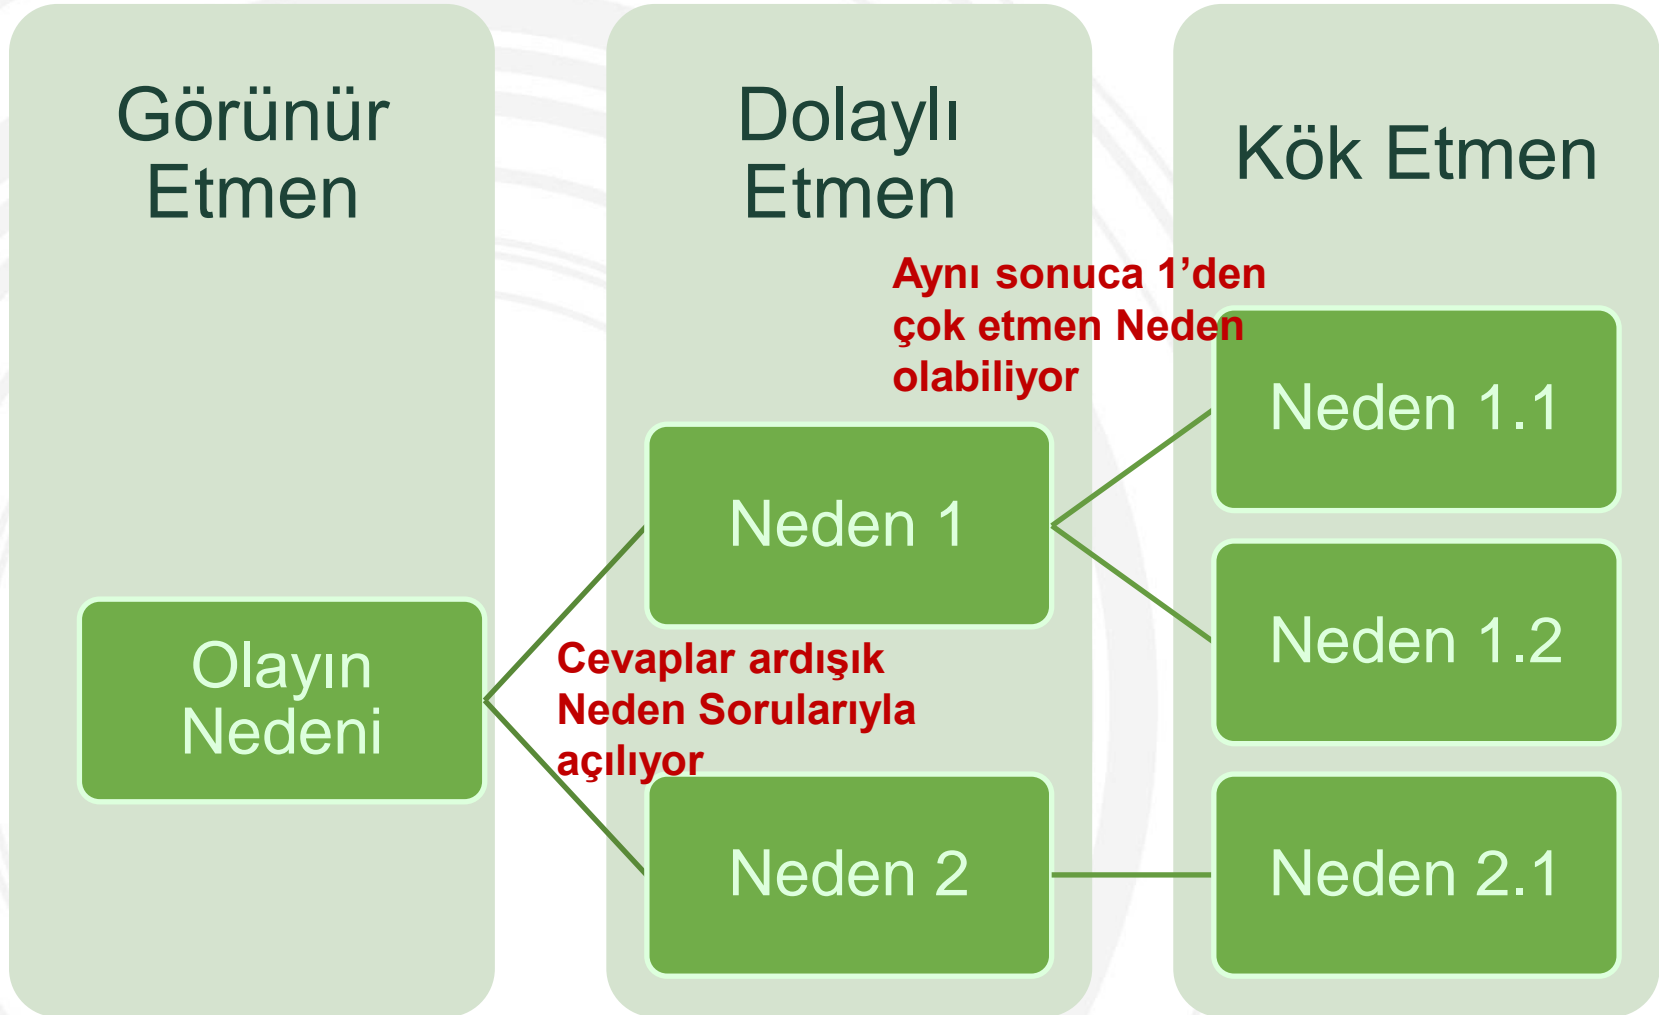 Görünür
Etmen
Dolaylı
Etmen
Kök Etmen
Aynı sonuca 1’den
çok etmen Neden
olabiliyor
Neden 1.1
Neden 1
Neden 1.2
Olayın
Nedeni
Cevaplar ardışık
Neden Sorularıyla
açılıyor
Neden 2
Neden 2.1